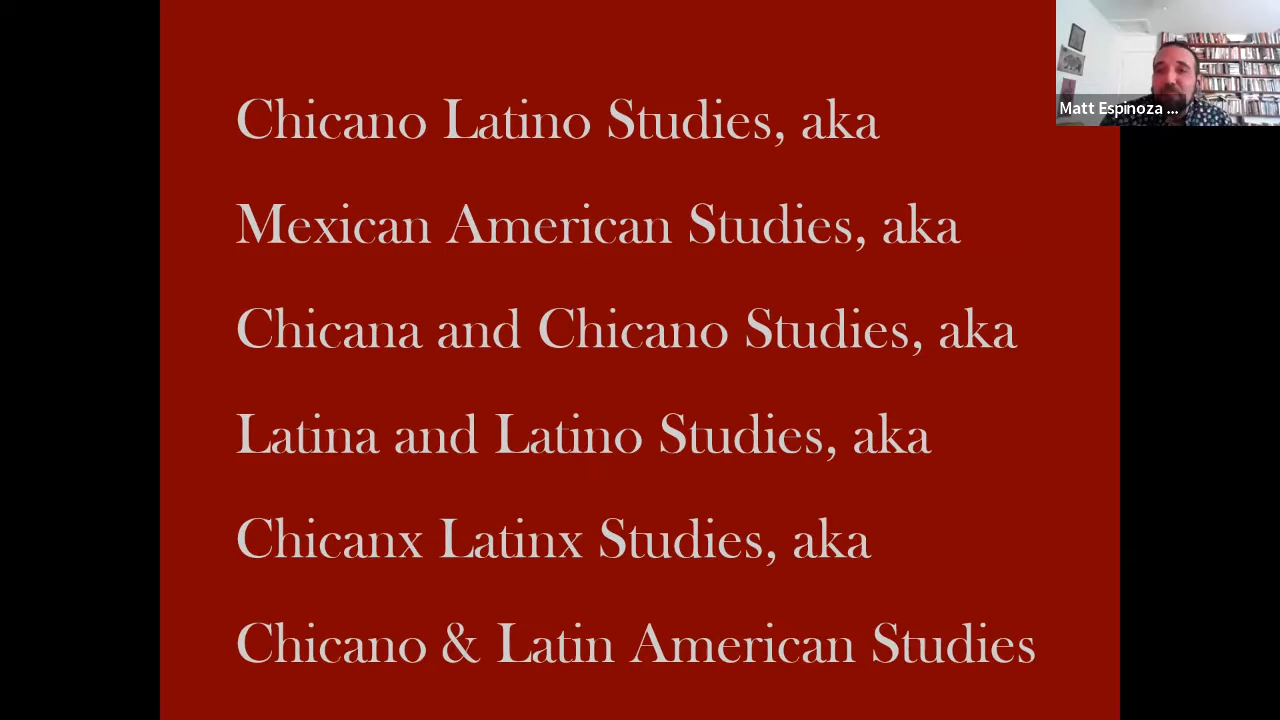 Chicano Latino Studies, aka
Mexican American Studies, aka
Chicana and Chicano Studies, aka
Latina and Latino Studies, aka
Chicanx Latinx Studies, aka
Chicano & Latin American Studies
Matt Espinoza ...